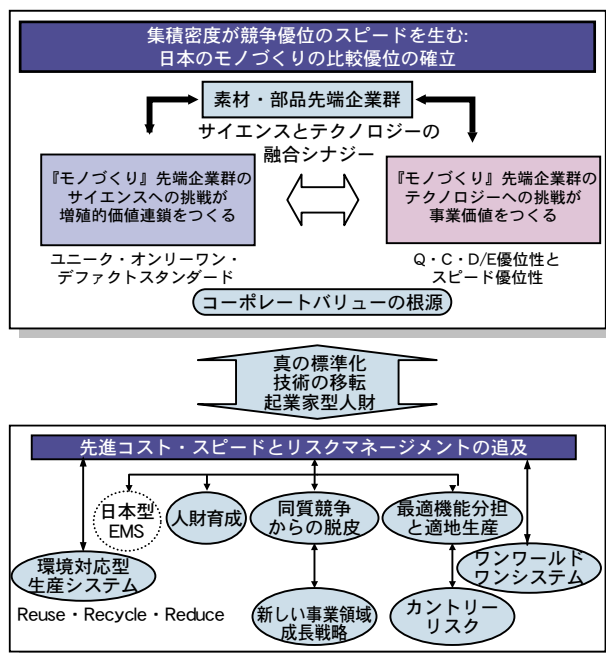 集積密度が競争優位のスピードを生む:
日本のモノづくりの比較優位の確立
素材・部品先端企業群
サイエンスとテクノロジーの
融合シナジー
『モノづくり』先端企業群の
サイエンスへの挑戦が
増殖的価値連鎖をつくる
『モノづくり』先端企業群の
テクノロジーへの挑戦が
事業価値をつくる
ユニーク・オンリーワン・
デファクトスタンダード
Q・C・D/E優位性と
スピード優位性
コーポレートバリューの根源
真の標準化
技術の移転
起業家型人財
先進コスト・スピードとリスクマネージメントの追及
日本型
EMS
人財育成
同質競争
からの脱皮
最適機能分担
と適地生産
環境対応型
生産システム
ワンワールド
ワンシステム
Reuse・Recycle・Reduce
新しい事業領域
成長戦略
カントリー
リスク